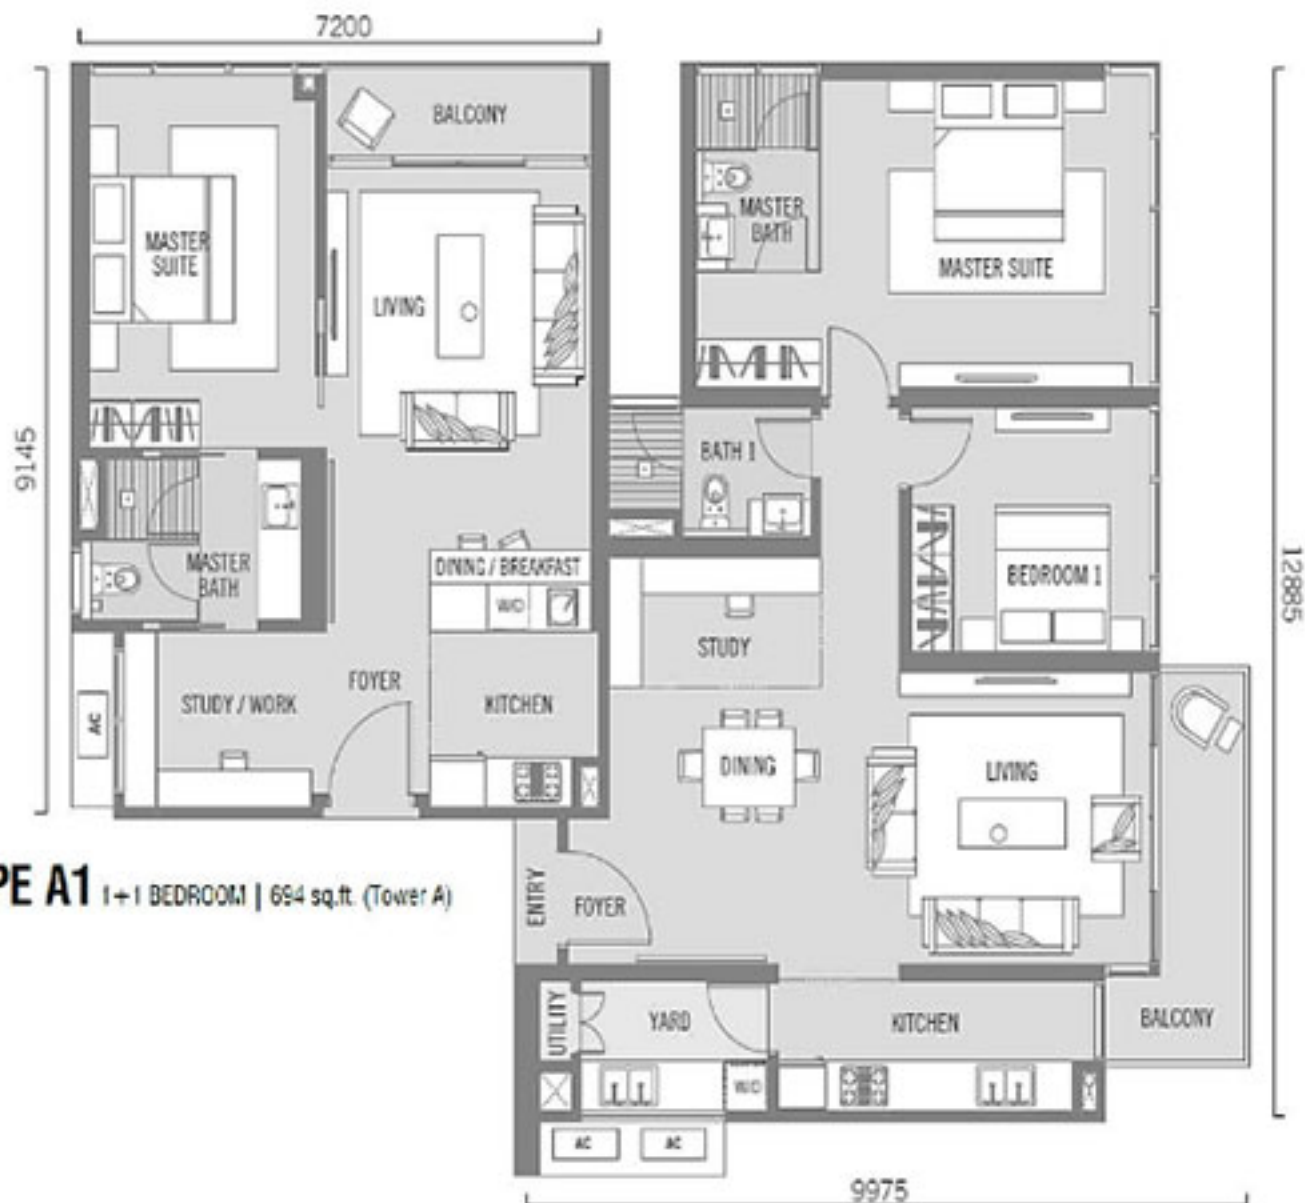 7200
BALCONY
MASTER
SUITE
LIVING
9145
MASTER
BATH
DINING / BREAKFAST
W/D
STUDY / WORK
FOYER
KITCHEN
AC
PE A1 1+1 BEDROOM | 694 sq.ft. (Tower A)
MASTER
BATH
MASTER SUITE
BATH 1
BEDROOM 1
12885
STUDY
DINING
LIVING
ENTRY
FOYER
UTILITY
YARD
KITCHEN
BALCONY
W/D
AC
AC
9975